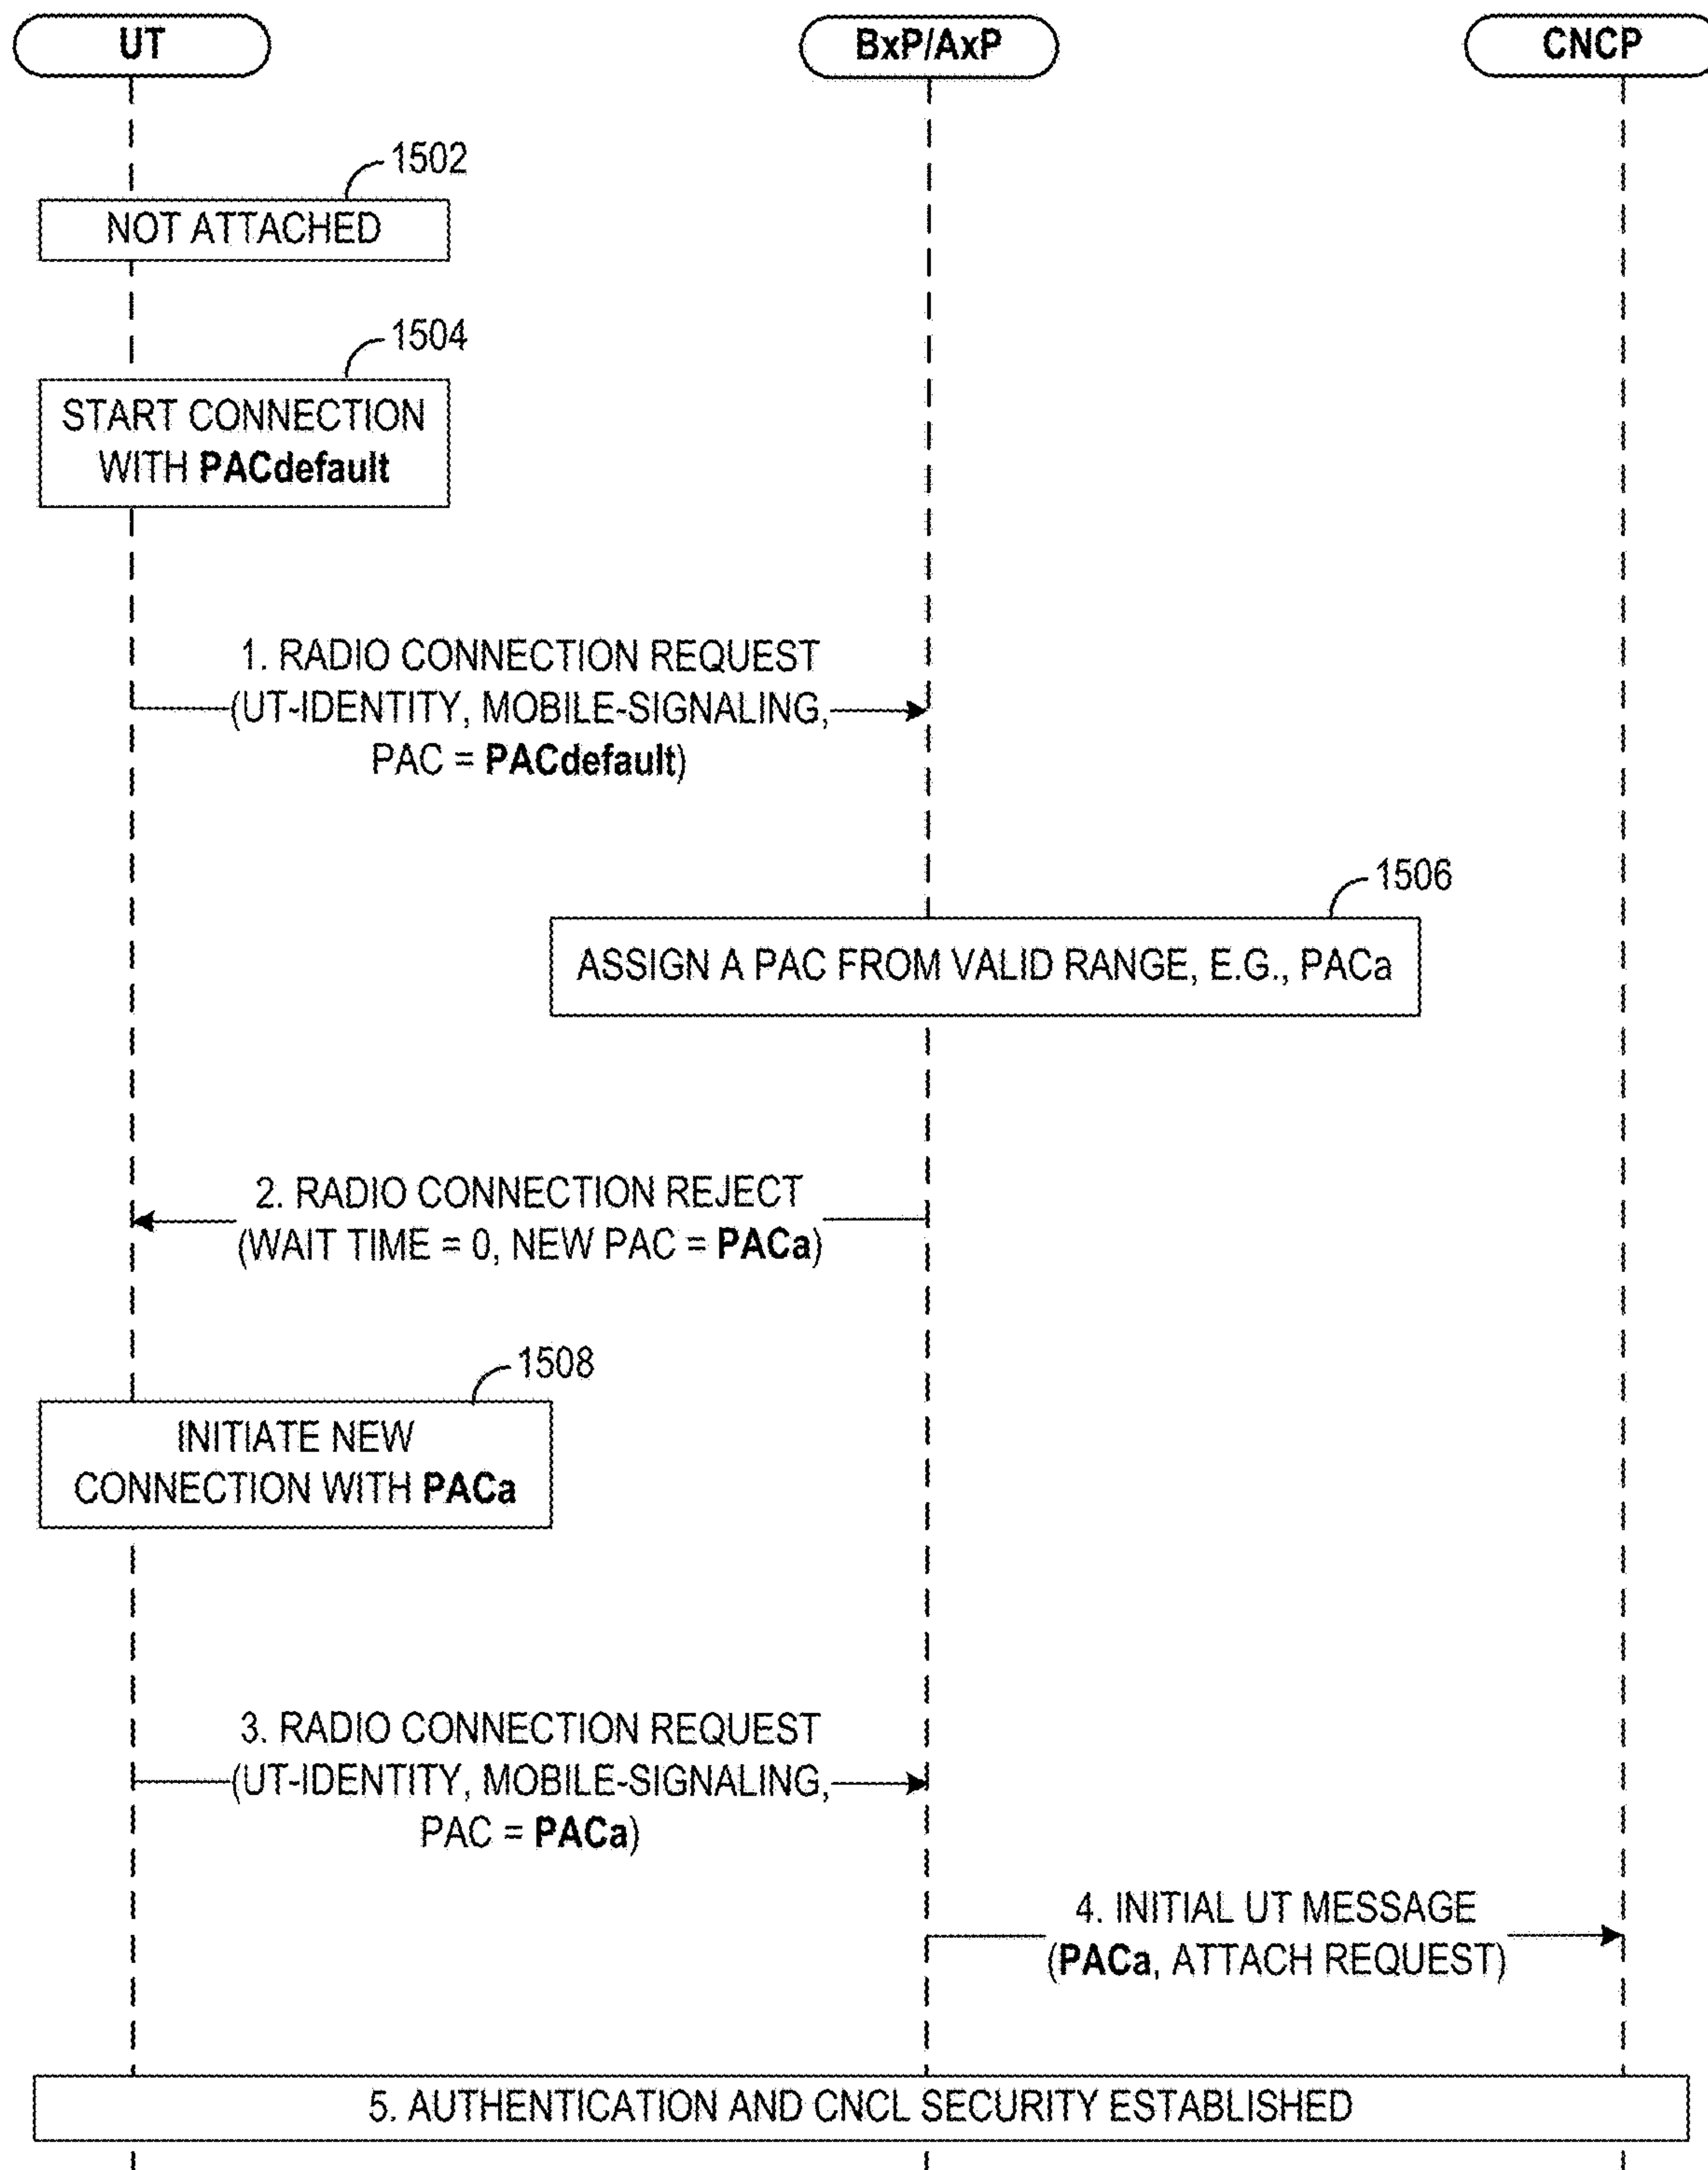 UT
BxP/AxP
CNCP
1502
NOT ATTACHED
1504
START CONNECTION
WITH PACdefault
1. RADIO CONNECTION REQUEST
(UT-IDENTITY, MOBILE-SIGNALING,
PAC = PACdefault)
1506
ASSIGN A PAC FROM VALID RANGE, E.G., PACa
2. RADIO CONNECTION REJECT
(WAIT TIME = 0, NEW PAC = PACa)
1508
INITIATE NEW
CONNECTION WITH PACa
3. RADIO CONNECTION REQUEST
(UT-IDENTITY, MOBILE-SIGNALING,
PAC = PACa)
4. INITIAL UT MESSAGE
(PACa, ATTACH REQUEST)
5. AUTHENTICATION AND CNCL SECURITY ESTABLISHED